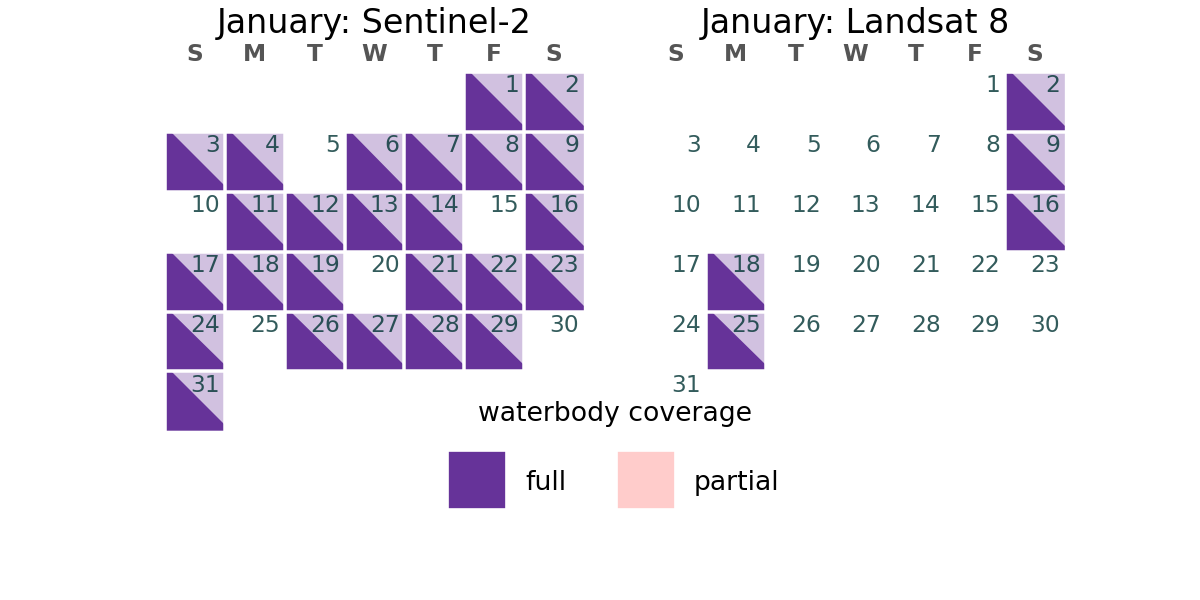 January: Sentinel-2
S M T W T F S
1 2
3 4 5 6 7 8 9
10 11 12 13 14 15 16
17 18 19 20 21 22 23
24 25 26 27 28 29 30
31
January: Landsat 8
S M T W T F S
1 2
3 4 5 6 7 8 9
10 11 12 13 14 15 16
17 18 19 20 21 22 23
24 25 26 27 28 29 30
31
waterbody coverage
full partial